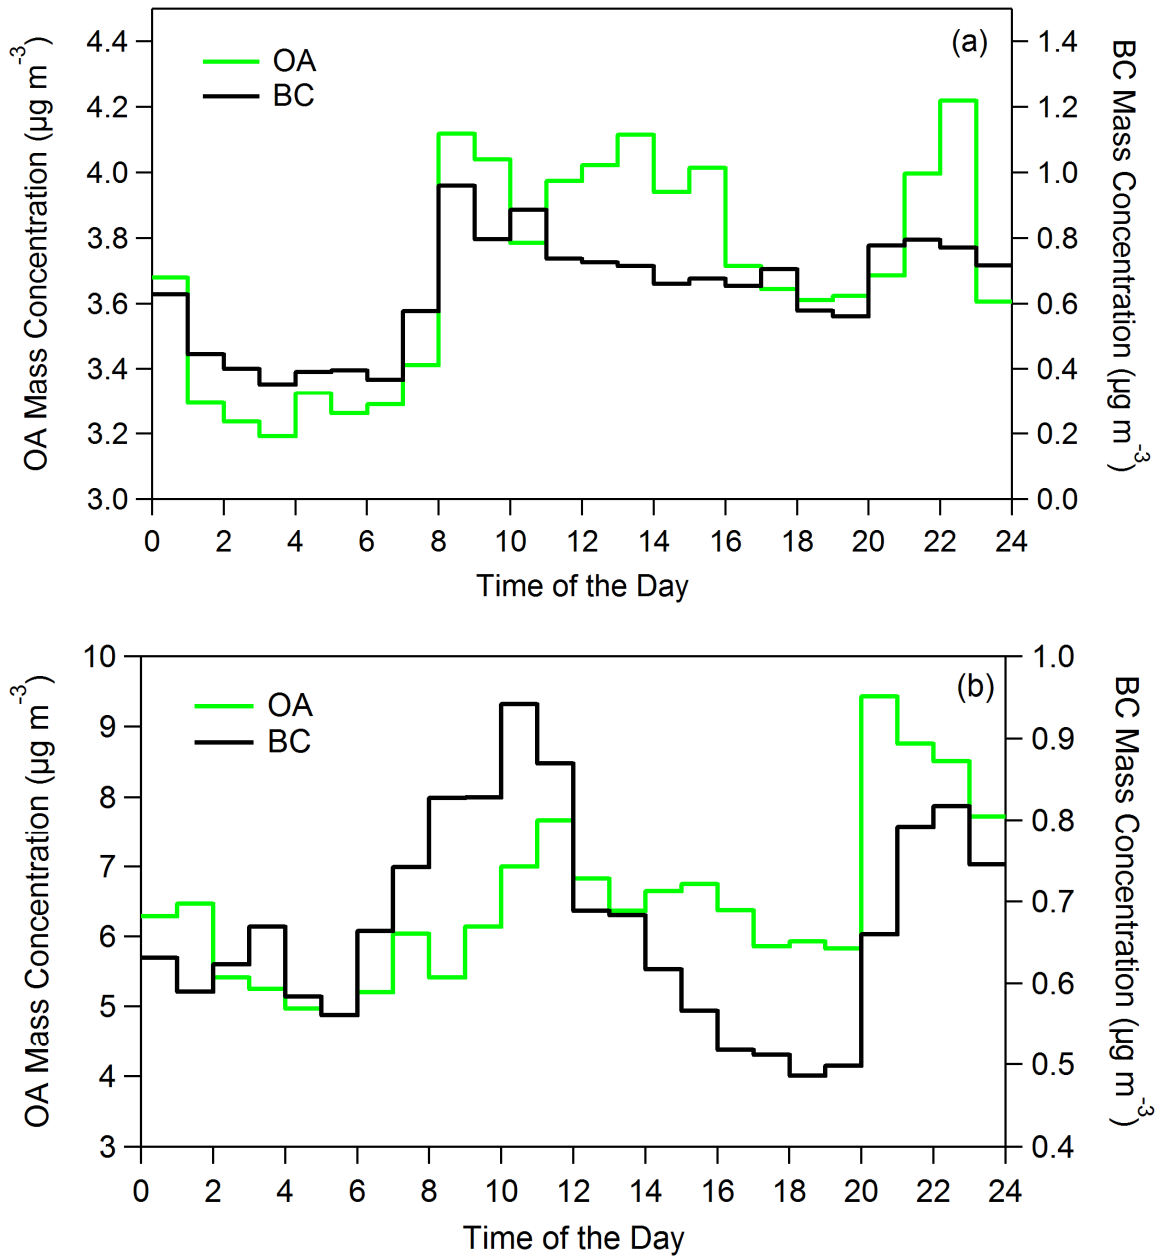 (a)
OA
BC
4.4
4.2
4.0
3.8
3.6
3.4
3.2
3.0
OA Mass Concentration (µg m-3)
1.4
1.2
1.0
0.8
0.6
0.4
0.2
0.0
BC Mass Concentration (µg m-3)
0 2 4 6 8 10 12 14 16 18 20 22 24
Time of the Day
(b)
OA
BC
10
9
8
7
6
5
4
3
OA Mass Concentration (µg m-3)
1.0
0.9
0.8
0.7
0.6
0.5
0.4
BC Mass Concentration (µg m-3)
0 2 4 6 8 10 12 14 16 18 20 22 24
Time of the Day